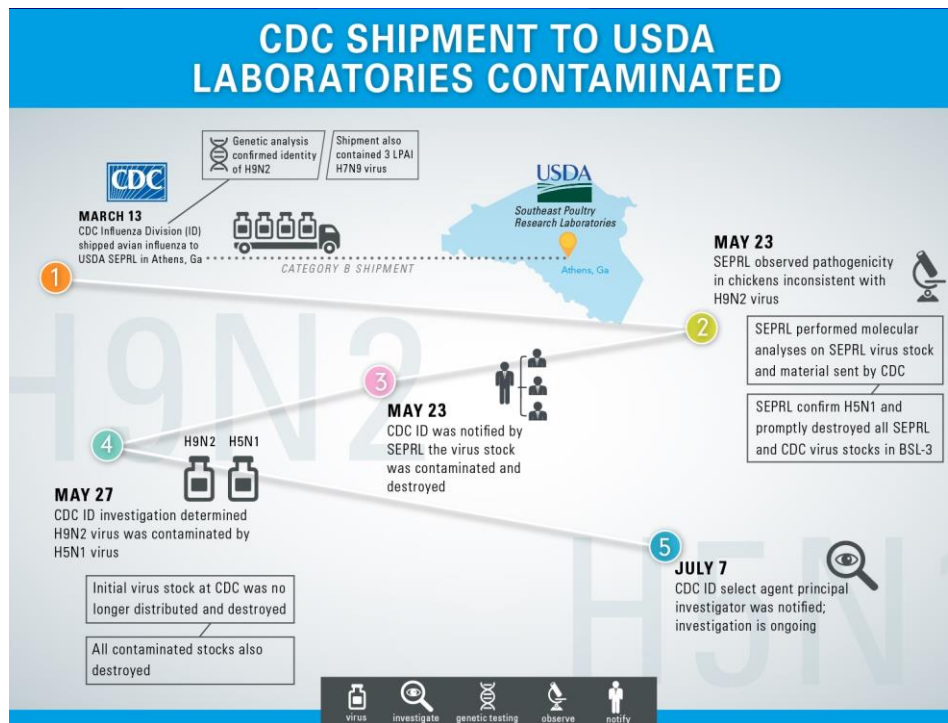 CDC SHIPMENT TO USDA
LABORATORIES CONTAMINATED
CDC
MARCH 13
CDC Influenza Division (ID)
shipped avian influenza to
USDA SEPRL in Athens, Ga
Genetic analysis
confirmed identity
of H9N2
Shipment also
contained 3 LPAI
H7N9 virus
CATEGORY B SHIPMENT
USDA
Southeast Poultry
Research Laboratories
Athens, Ga
1
MAY 23
SEPRL observed pathogenicity
in chickens inconsistent with
H9N2 virus
2
SEPRL performed molecular
analyses on SEPRL virus stock
and material sent by CDC
SEPRL confirm H5N1 and
promptly destroyed all SEPRL
and CDC virus stocks in BSL-3
H9N2
3
MAY 23
CDC ID was notified by
SEPRL the virus stock
was contaminated and
destroyed
4
H9N2 H5N1
MAY 27
CDC ID investigation determined
H9N2 virus was contaminated by
H5N1 virus
Initial virus stock at CDC was no
longer distributed and destroyed
All contaminated stocks also
destroyed
5
JULY 7
CDC ID select agent principal
investigator was notified;
investigation is ongoing
H5N1
virus investigate genetic testing observe notify